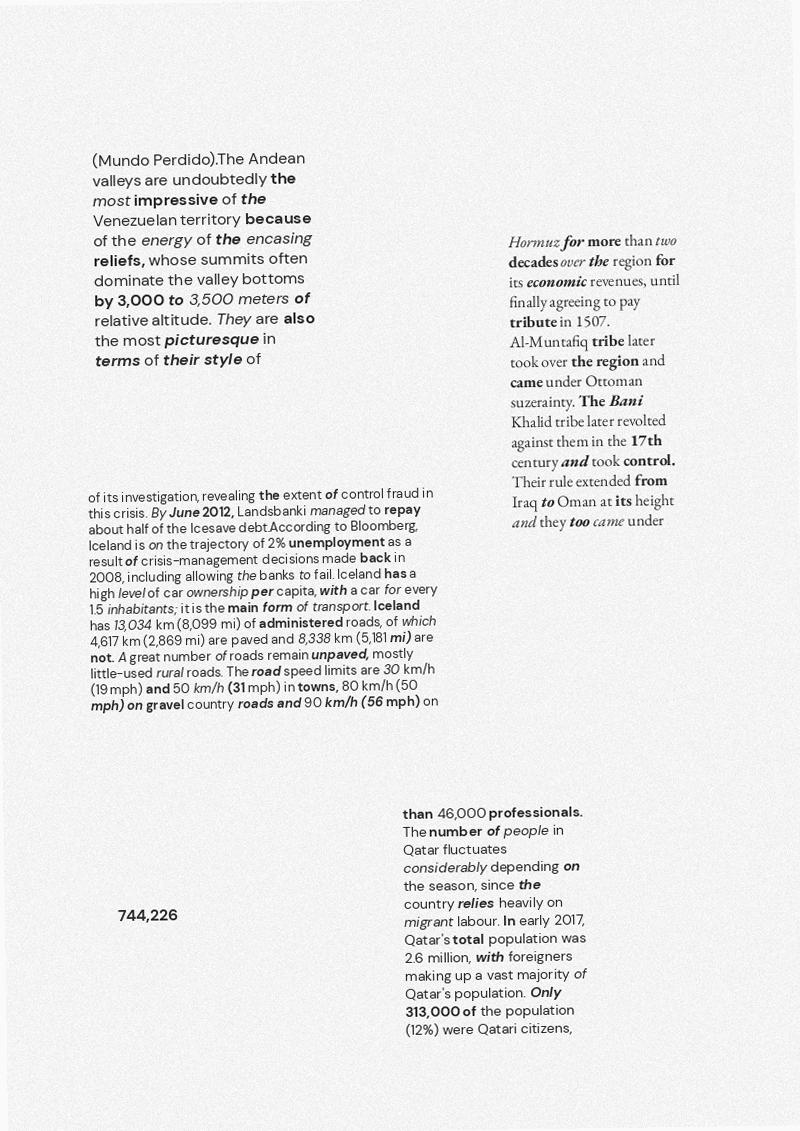 (Mundo Perdido).The Andean
valleys are undoubtedly the
most impressive of the
Venezuelan territory because
of the energy of the encasing
reliefs, whose summits often
dominate the valley bottoms
by 3,000 to 3,500 meters of
relative altitude. They are also
the most picturesque in
terms of their style of
Hormuz for more than two
decades over the region for
its economic revenues, until
finally agreeing to pay
tribute in 1507.
Al-Muntafiq tribe later
took over the region and
came under Ottoman
suzerainty. The Bani
Khalid tribe later revolted
against them in the 17th
century and took control.
Their rule extended from
Iraq to Oman at its height
and they too came under
of its investigation, revealing the extent of control fraud in
this crisis. By June 2012, Landsbanki managed to repay
about half of the Icesave debt.According to Bloomberg,
Iceland is on the trajectory of 2% unemployment as a
result of crisis-management decisions made back in
2008, including allowing the banks to fail. Iceland has a
high level of car ownership per capita, with a car for every
1.5 inhabitants; it is the main form of transport. Iceland
has 13,034 km (8,099 mi) of administered roads, of which
4,617 km (2,869 mi) are paved and 8,338 km (5,181 mi) are
not. A great number of roads remain unpaved, mostly
little-used rural roads. The road speed limits are 30 km/h
(19 mph) and 50 km/h (31 mph) in towns, 80 km/h (50
mph) on gravel country roads and 90 km/h (56 mph) on
than 46,000 professionals.
The number of people in
Qatar fluctuates
considerably depending on
the season, since the
country relies heavily on
migrant labour. In early 2017,
Qatar's total population was
2.6 million, with foreigners
making up a vast majority of
Qatar's population. Only
313,000 of the population
(12%) were Qatari citizens,
744,226